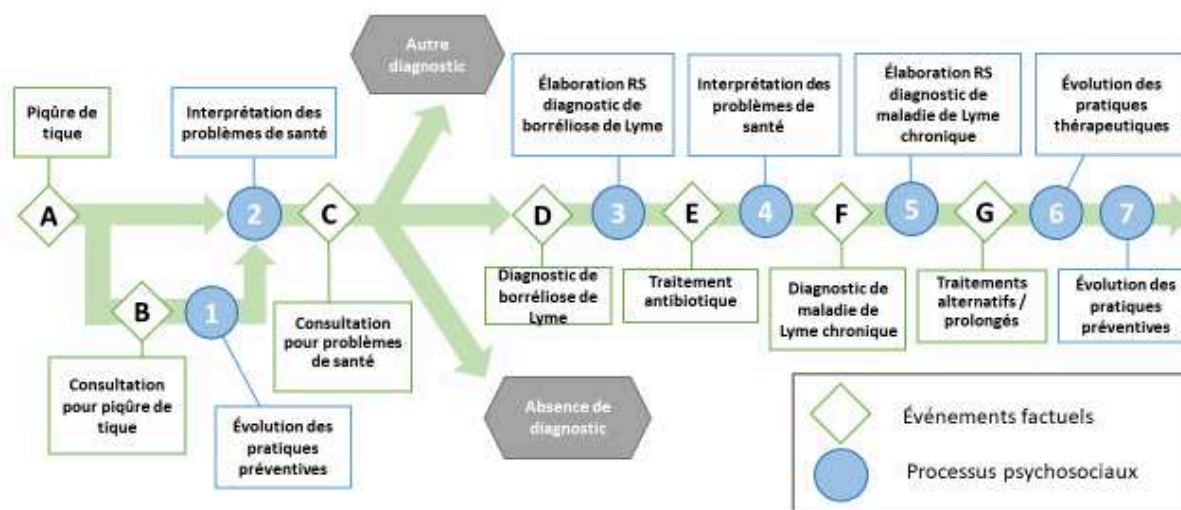 Autre
diagnostic
Piqûre de
tique
Interprétation des
problèmes de santé
Élaboration RS
diagnostic de
borréliose de Lyme
Interprétation des
problèmes de
santé
Élaboration RS
diagnostic de
maladie de Lyme
chronique
Évolution des
pratiques
thérapeutiques
A
2
C
D
3
E
4
F
5
G
6
7
B
1
Diagnostic de
borréliose de
Lyme
Traitement
antibiotique
Diagnostic de
maladie de
Lyme chronique
Traitements
alternatifs /
prolongés
Évolution des
pratiques
préventives
Consultation
pour problèmes
de santé
Consultation
pour piqûre de
tique
Évolution des
pratiques
préventives
Absence de
diagnostic
Événements factuels
Processus psychosociaux